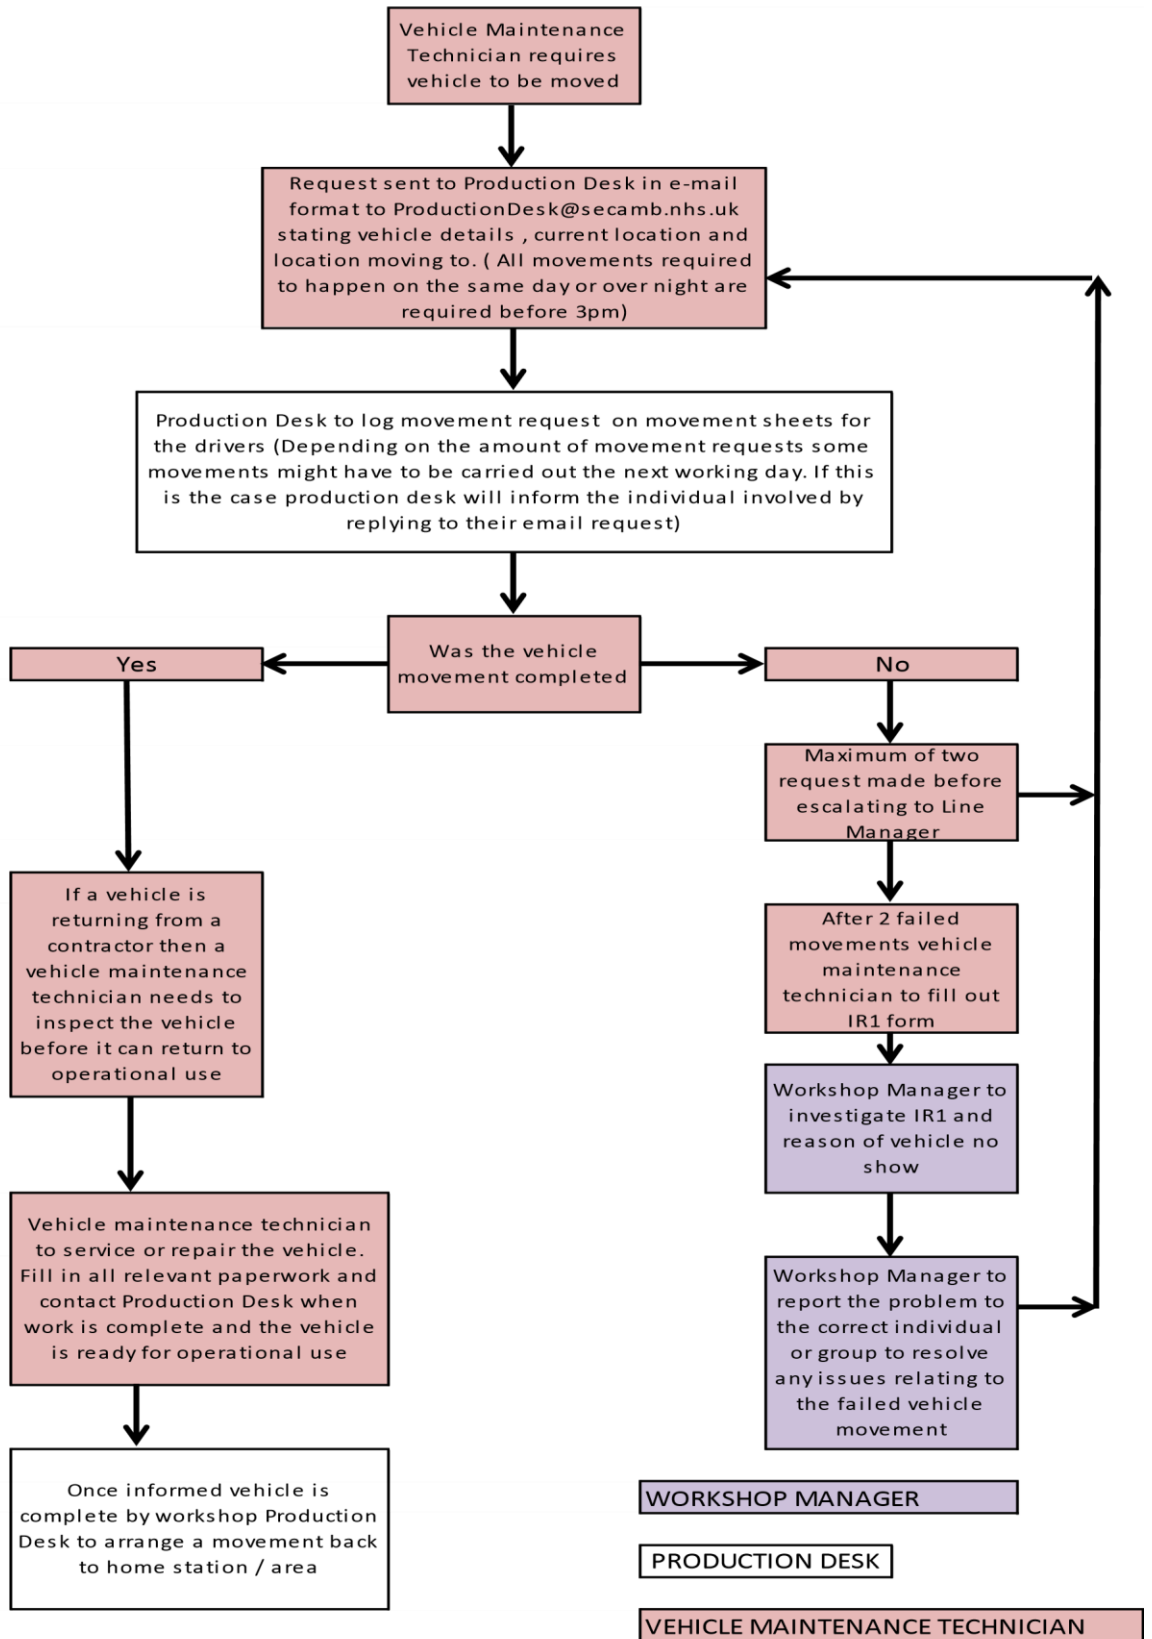 Vehicle Maintenance
Technician requires
vehicle to be moved
Request sent to Production Desk in e-mail
format to ProductionDesk@secamb.nhs.uk
stating vehicle details , current location and
location moving to. ( All movements required
to happen on the same day or over night are
required before 3pm)
Production Desk to log movement request on movement sheets for
the drivers (Depending on the amount of movement requests some
movements might have to be carried out the next working day. If this
is the case production desk will inform the individual involved by
replying to their email request)
Was the vehicle
movement completed
Yes
If a vehicle is
returning from a
contractor then a
vehicle maintenance
technician needs to
inspect the vehicle
before it can return to
operational use
Vehicle maintenance technician
to service or repair the vehicle.
Fill in all relevant paperwork and
contact Production Desk when
work is complete and the vehicle
is ready for operational use
Once informed vehicle is
complete by workshop Production
Desk to arrange a movement back
to home station / area
No
Maximum of two
request made before
escalating to Line
Manager
After 2 failed
movements vehicle
maintenance
technician to fill out
IR1 form
Workshop Manager to
investigate IR1 and
reason of vehicle no
show
Workshop Manager to
report the problem to
the correct individual
or group to resolve
any issues relating to
the failed vehicle
movement
WORKSHOP MANAGER
PRODUCTION DESK
VEHICLE MAINTENANCE TECHNICIAN